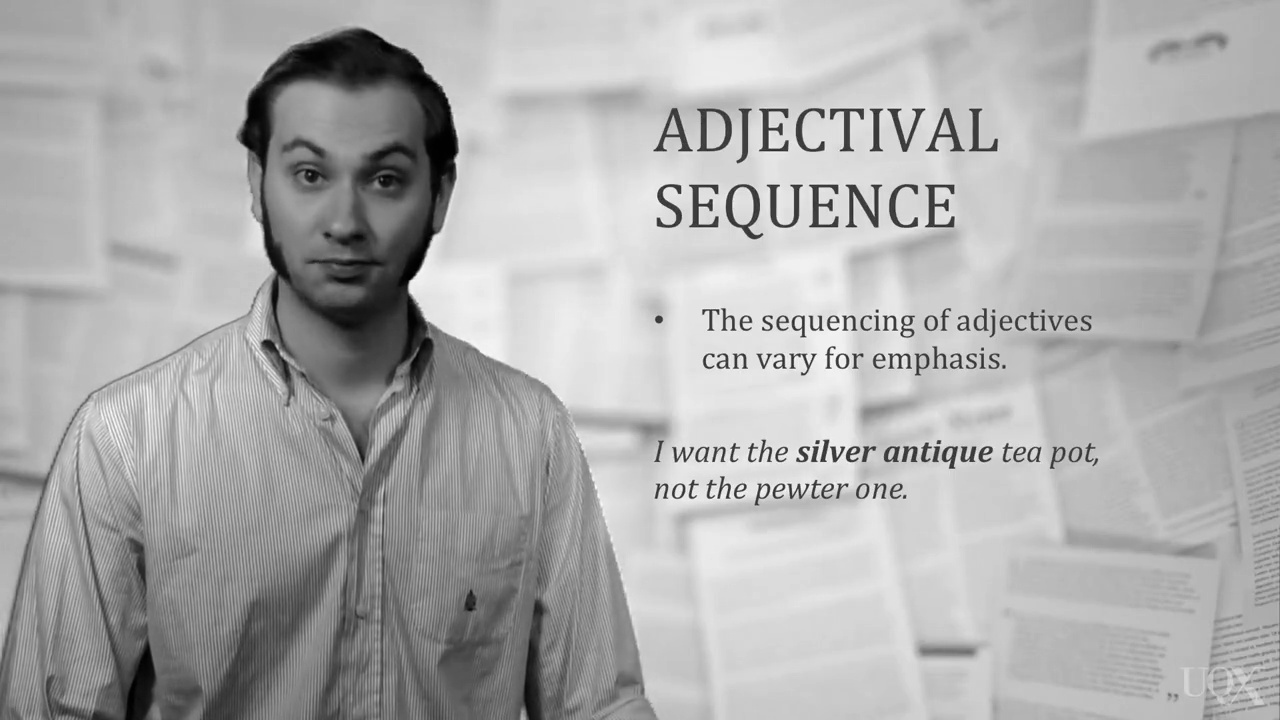 ADJECTIVAL
SEQUENCE
• The sequencing of adjectives
can vary for emphasis.
I want the silver antique tea pot,
not the pewter one.
UQX